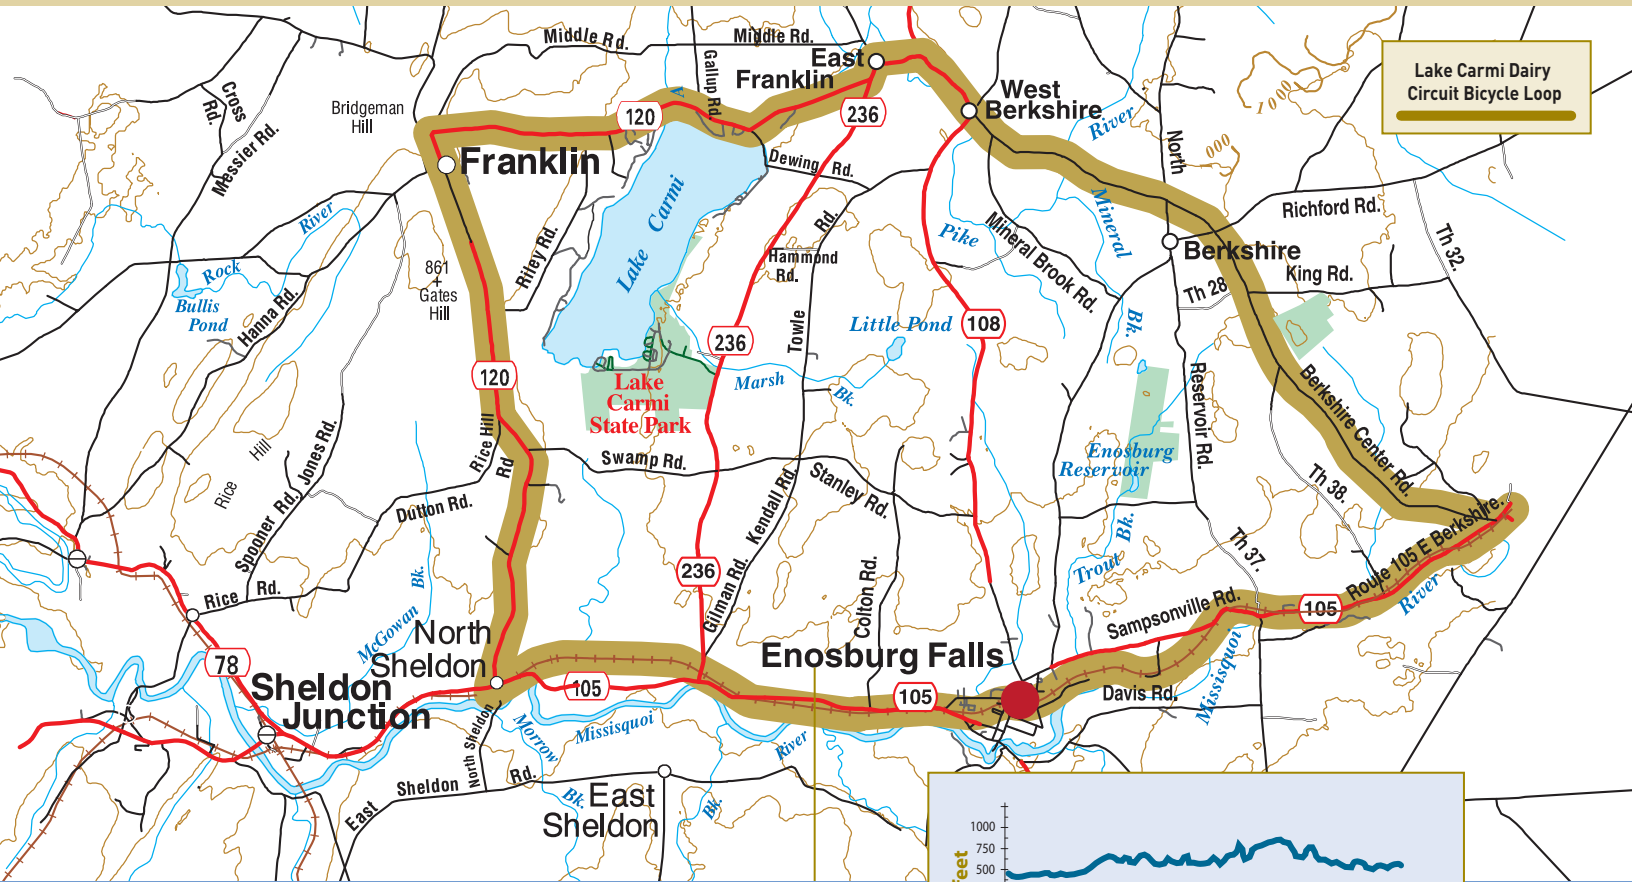 Middle Rd.
Middle Rd.
East
Franklin
Gallup Rd.
Lake Carmi Dairy
Circuit Bicycle Loop
1000
West
Berkshire
Cross
Rd.
Bridgeman
Hill
120
236
River
North
000
Messier Rd.
Franklin
Dewing Rd.
Lake Carmi
River
Rock
Bullis
Pond
Hanna Rd.
861
+
Gates
Hill
Riley Rd.
Rd.
Hammond
Rd.
Towle
Pike
Mineral Brook Rd.
Mineral
Bk.
Richford Rd.
Th 32.
Berkshire
King Rd.
Th 28
Little Pond
108
236
120
Lake
Carmi
State Park
Marsh
Bk.
Reservoir Rd.
Berkshire Center Rd.
Hill
Rice
Jones Rd.
Spooner Rd.
Rice Hill
Rd
Swamp Rd.
Stanley Rd.
Kendall Rd.
Enosburg
Reservoir
Th 38.
Dutton Rd.
Trout Bk.
Th 37.
Route 105 E Berkshire.
River
Rice Rd.
Bk.
McGowan
236
Gilman Rd.
Colton Rd.
Sampsonville Rd.
105
North
Sheldon
Enosburg Falls
78
Sheldon
Junction
105
105
Davis Rd.
Missisquoi
North Sheldon
Morrow
Bk.
Missisquoi
River
East Sheldon Rd.
East
Sheldon
Bk.
1000
750
500
feet